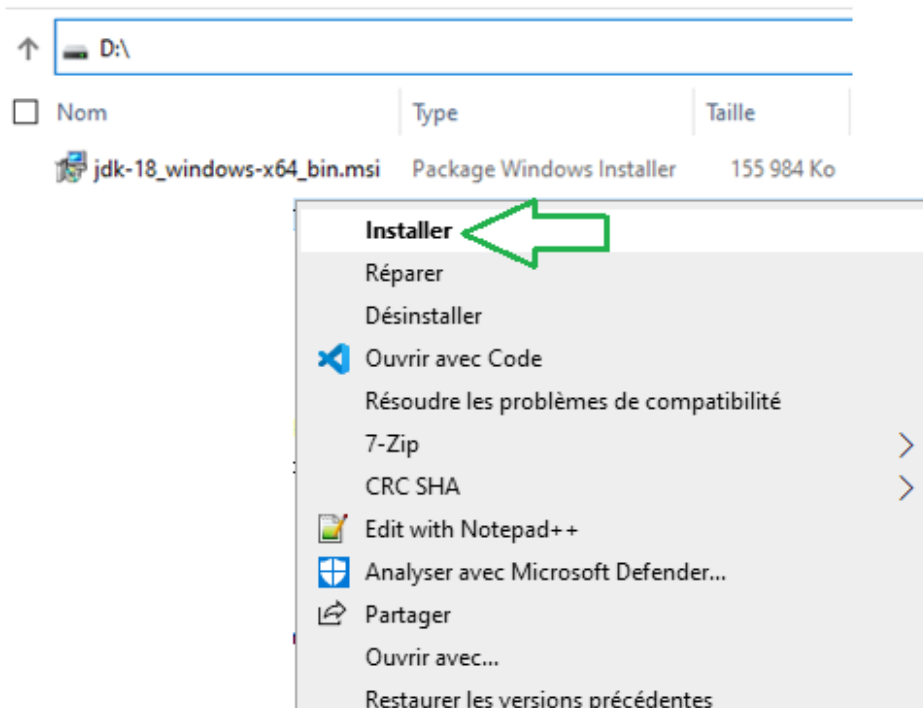 D:\
Nom Type Taille
jdk-18_windows-x64_bin.msi Package Windows Installer 155 984 Ko
Installer
Réparer
Désinstaller
Ouvrir avec Code
Résoudre les problèmes de compatibilité
7-Zip
CRC SHA
Edit with Notepad++
Analyser avec Microsoft Defender...
Partager
Ouvrir avec...
Restaurer les versions précédentes